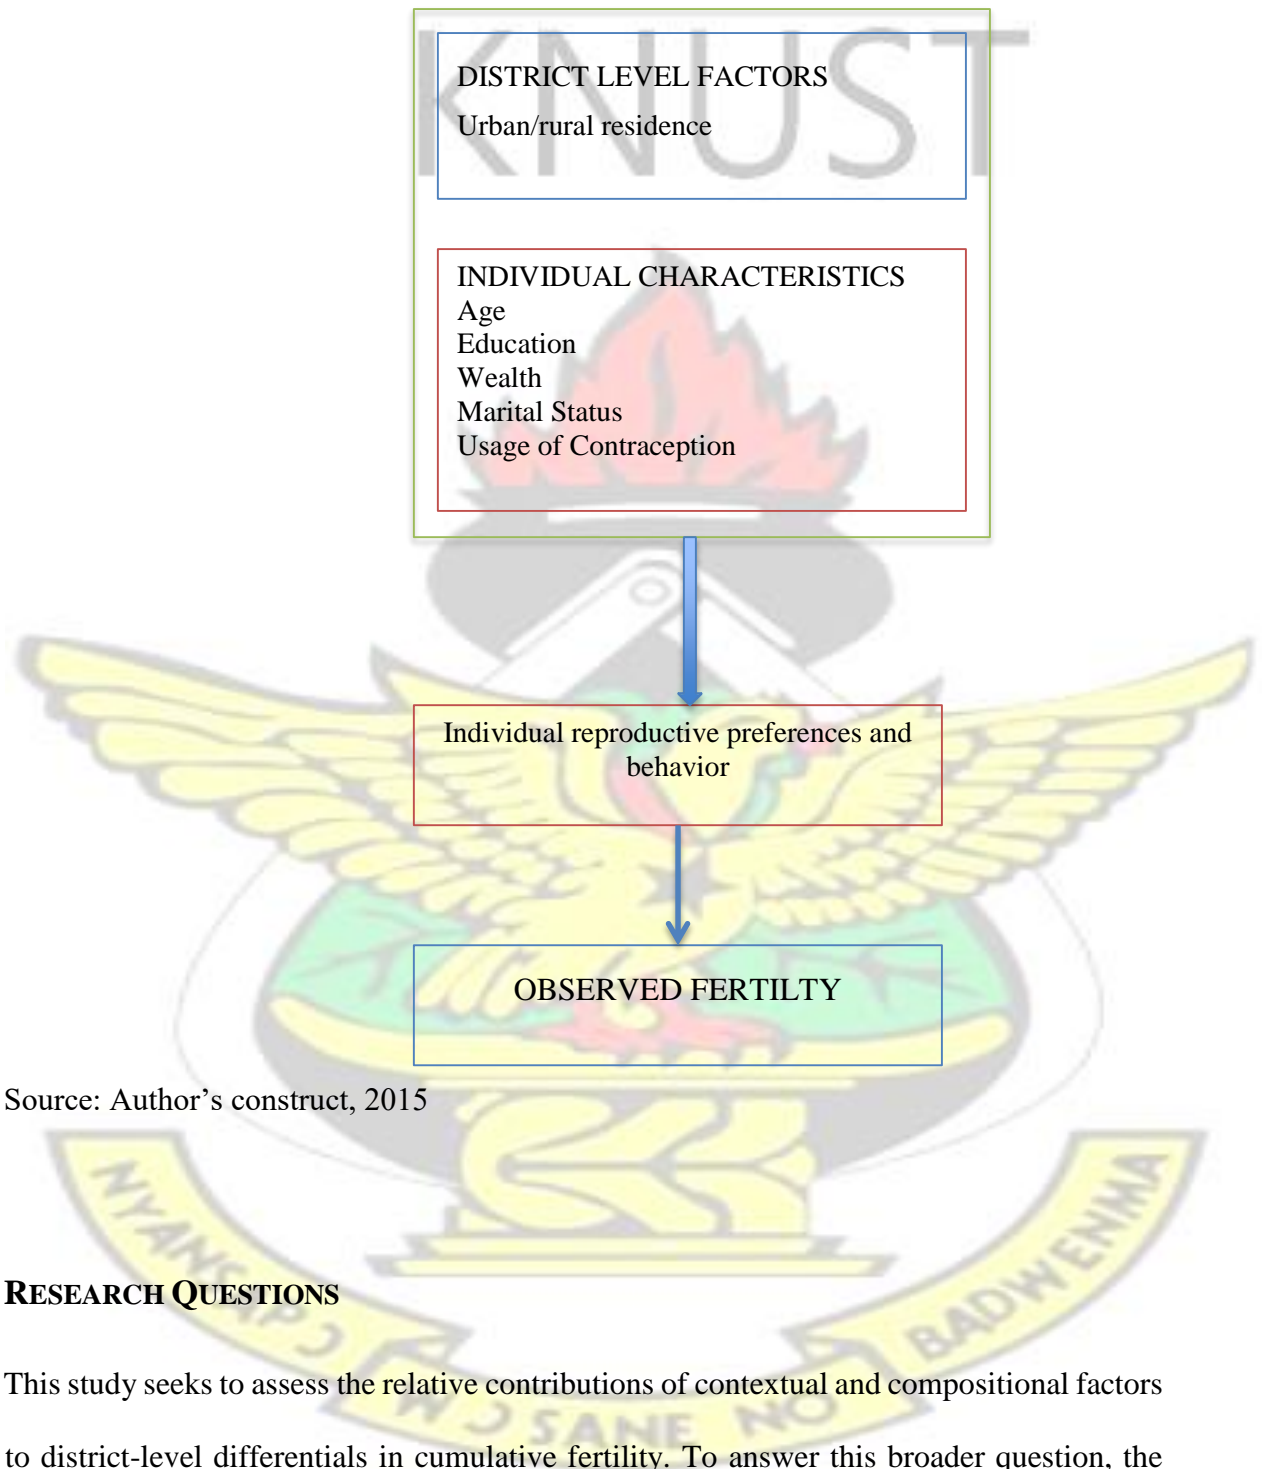 KNUST
DISTRICT LEVEL FACTORS
Urban/rural residence
INDIVIDUAL CHARACTERISTICS
Age
Education
Wealth
Marital Status
Usage of Contraception
Individual reproductive preferences and
behavior
OBSERVED FERTILTY
Source: Author’s construct, 2015
RESEARCH QUESTIONS
This study seeks to assess the relative contributions of contextual and compositional factors
to district-level differentials in cumulative fertility. To answer this broader question, the
NYANSAPƆ WƆ SANE NO BADWENMA